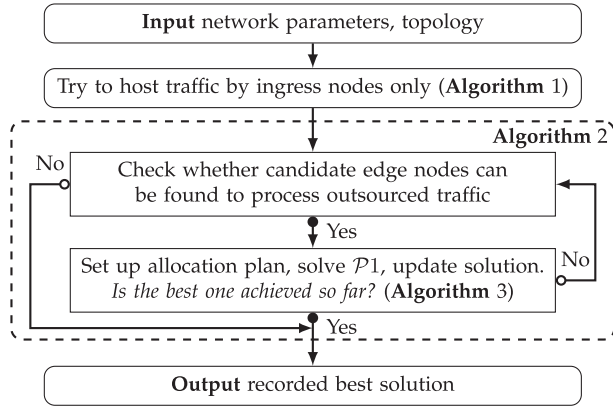 Input network parameters, topology
Try to host traffic by ingress nodes only (Algorithm 1)
Algorithm 2
No
Check whether candidate edge nodes can
be found to process outsourced traffic
Yes
No
Set up allocation plan, solve 𝒫1, update solution.
Is the best one achieved so far? (Algorithm 3)
Yes
Output recorded best solution